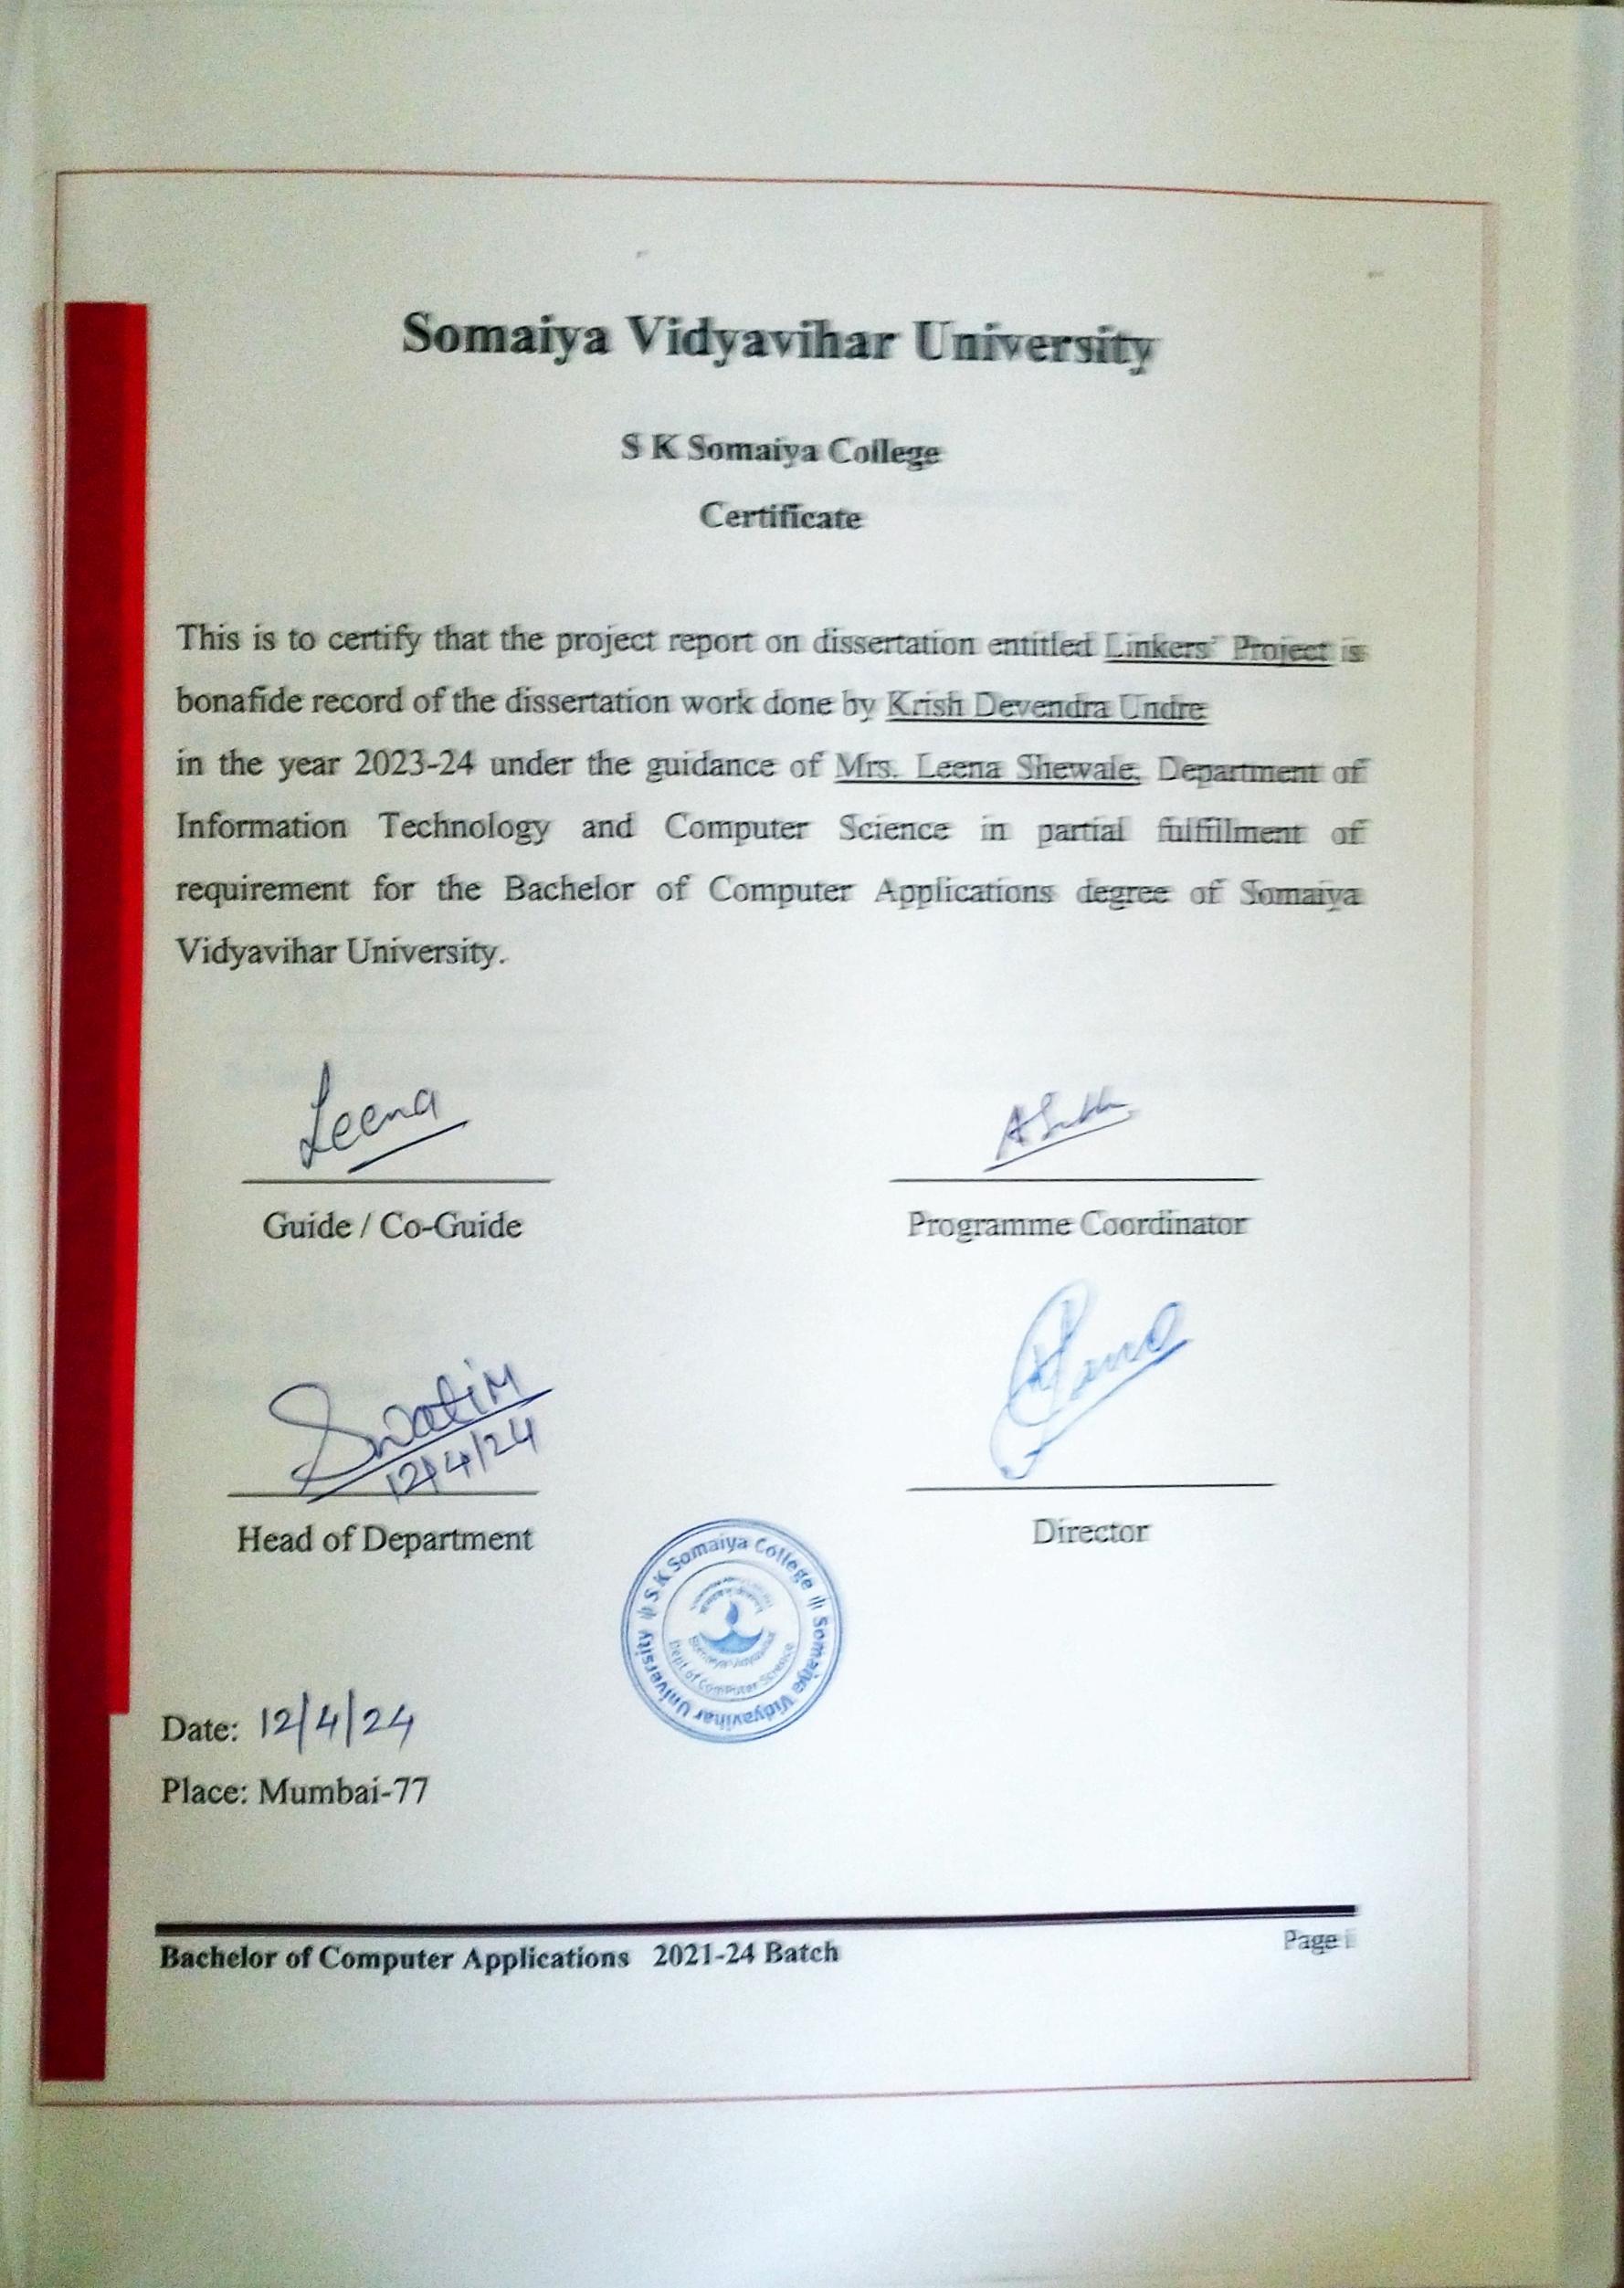 Somaiya Vidyavihar University
S K Somaiya College
Certificate
This is to certify that the project report on dissertation entitled Linkers' Project is
bonafide record of the dissertation work done by Krish Devendra Undre
in the year 2023-24 under the guidance of Mrs. Leena Shewale, Department of
Information Technology and Computer Science in partial fulfillment of
requirement for the Bachelor of Computer Applications degree of Somaiya
Vidyavihar University.
Leena
Guide / Co-Guide
Programme Coordinator
SwatiM
12/4/24
Head of Department
Director
S K Somaiya College
Somaiya Vidyavihar University
Somaiya Vidyavihar
Dept of Computer Science
Date: 12/4/24
Place: Mumbai-77
Bachelor of Computer Applications 2021-24 Batch
Page i